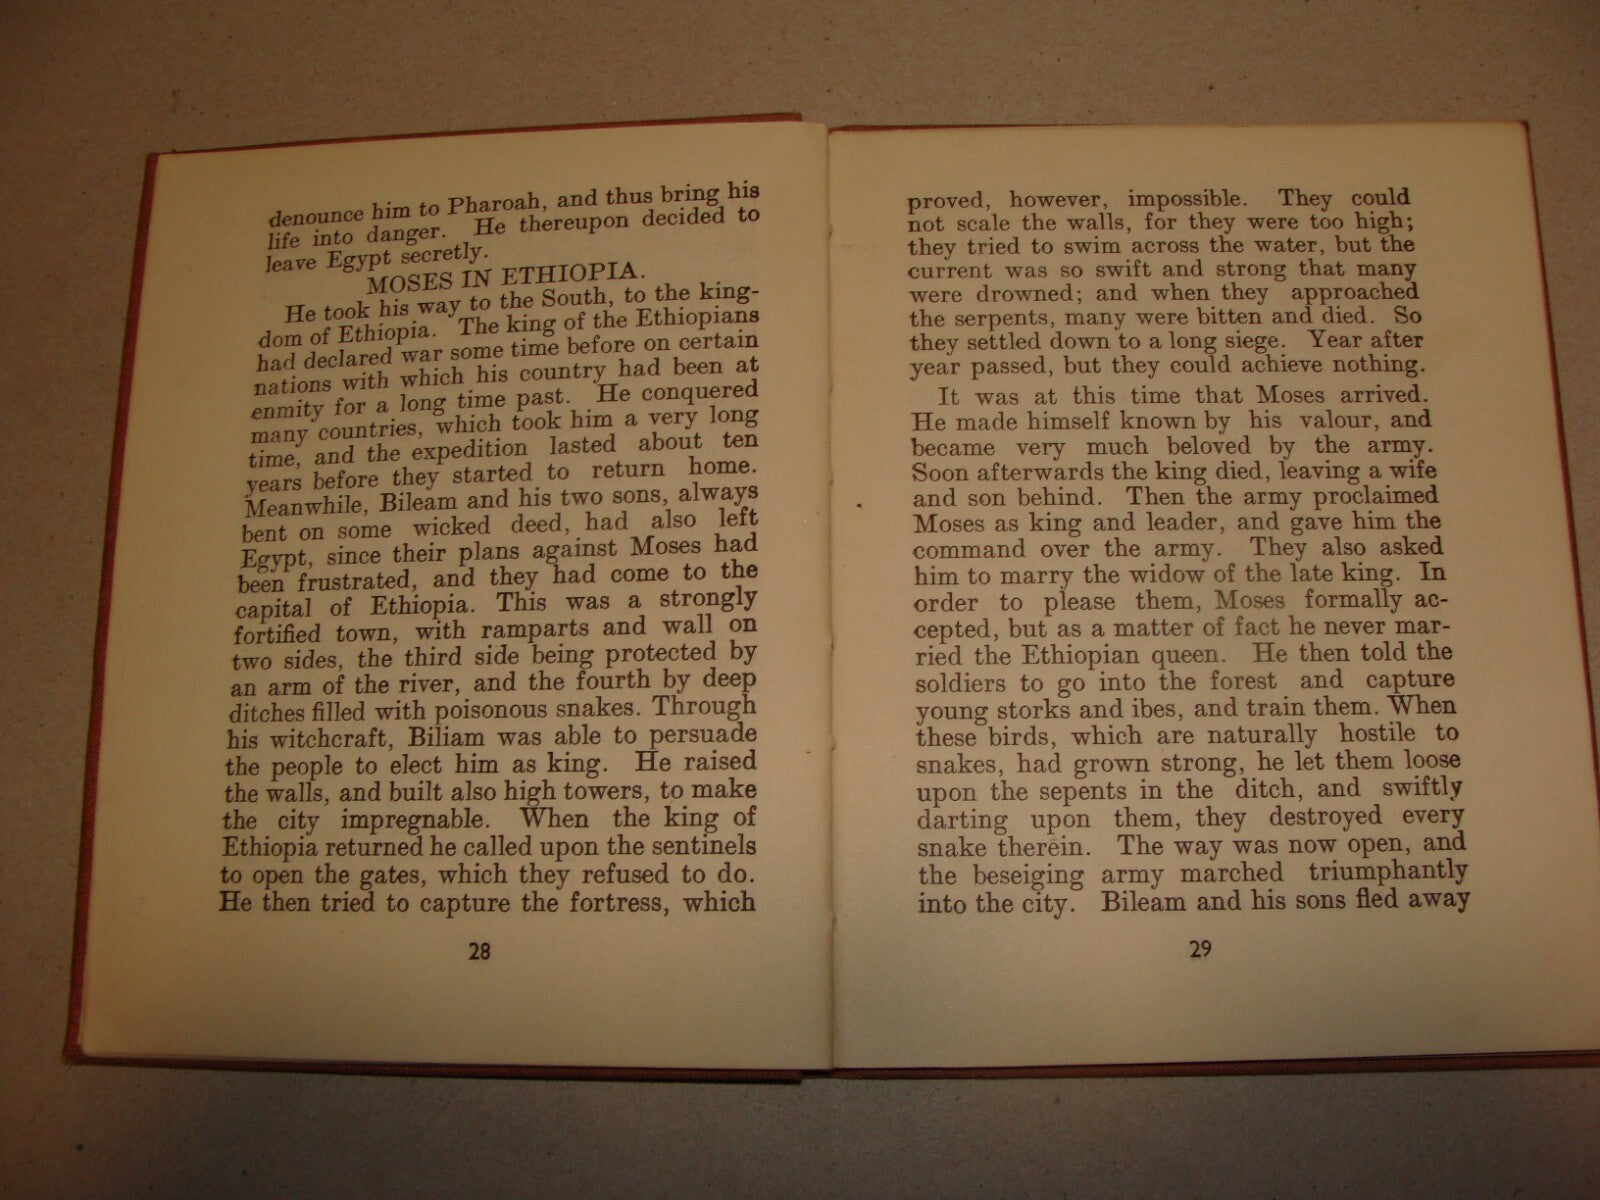 denounce him to Pharoah, and thus bring his
life into danger. He thereupon decided to
leave Egypt secretly.
MOSES IN ETHIOPIA.
He took his way to the South, to the king-
dom of Ethiopia. The king of the Ethiopians
had declared war some time before on certain
nations with which his country had been at
enmity for a long time past. He conquered
many countries, which took him a very long
time, and the expedition lasted about ten
years before they started to return home.
Meanwhile, Bileam and his two sons, always
bent on some wicked deed, had also left
Egypt, since their plans against Moses had
been frustrated, and they had come to the
capital of Ethiopia. This was a strongly
fortified town, with ramparts and wall on
two sides, the third side being protected by
an arm of the river, and the fourth by deep
ditches filled with poisonous snakes. Through
his witchcraft, Biliam was able to persuade
the people to elect him as king. He raised
the walls, and built also high towers, to make
the city impregnable. When the king of
Ethiopia returned he called upon the sentinels
to open the gates, which they refused to do.
He then tried to capture the fortress, which
28
proved, however, impossible. They could
not scale the walls, for they were too high;
they tried to swim across the water, but the
current was so swift and strong that many
were drowned; and when they approached
the serpents, many were bitten and died. So
they settled down to a long siege. Year after
year passed, but they could achieve nothing.
It was at this time that Moses arrived.
He made himself known by his valour, and
became very much beloved by the army.
Soon afterwards the king died, leaving a wife
and son behind. Then the army proclaimed
Moses as king and leader, and gave him the
command over the army. They also asked
him to marry the widow of the late king. In
order to please them, Moses formally ac-
cepted, but as a matter of fact he never mar-
ried the Ethiopian queen. He then told the
soldiers to go into the forest and capture
young storks and ibes, and train them. When
these birds, which are naturally hostile to
snakes, had grown strong, he let them loose
upon the sepents in the ditch, and swiftly
darting upon them, they destroyed every
snake therein. The way was now open, and
the beseiging army marched triumphantly
into the city. Bileam and his sons fled away
29